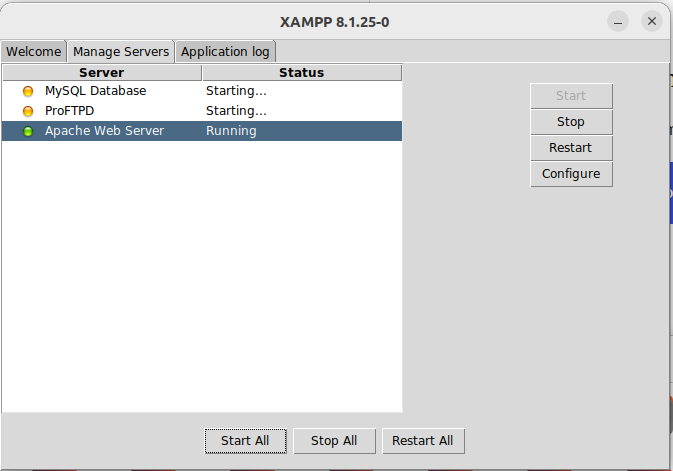 XAMPP 8.1.25-0
Welcome Manage Servers Application log
Server Status
MySQL Database Starting...
ProFTPD Starting...
Apache Web Server Running
Start
Stop
Restart
Configure
Start All Stop All Restart All